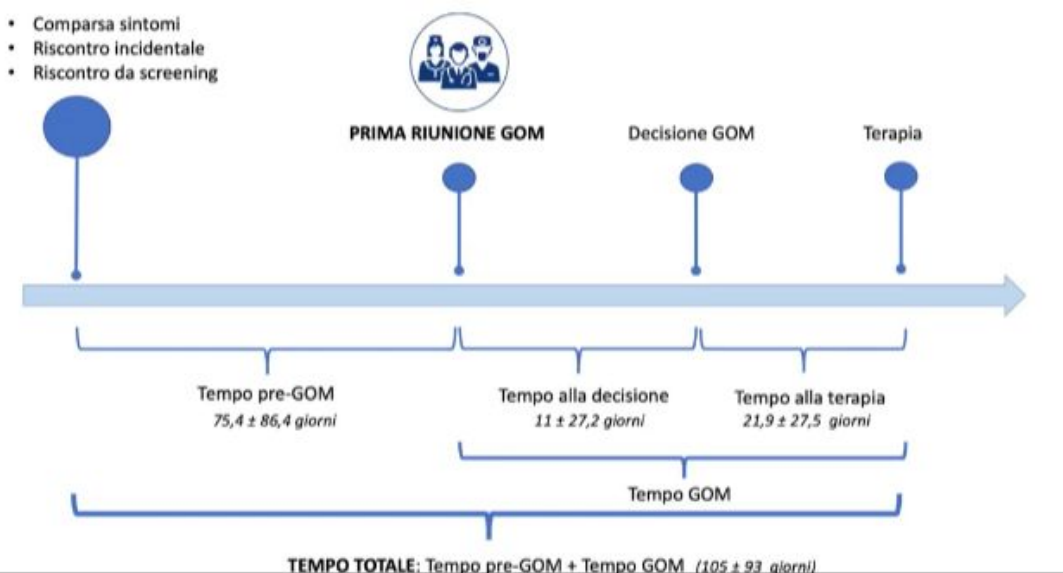 • Comparsa sintomi
• Riscontro incidentale
• Riscontro da screening
PRIMA RIUNIONE GOM
Decisione GOM
Terapia
Tempo pre-GOM
75,4 ± 86,4 giorni
Tempo alla decisione
11 ± 27,2 giorni
Tempo alla terapia
21,9 ± 27,5 giorni
Tempo GOM
TEMPO TOTALE: Tempo pre-GOM + Tempo GOM (105 ± 93 giorni)